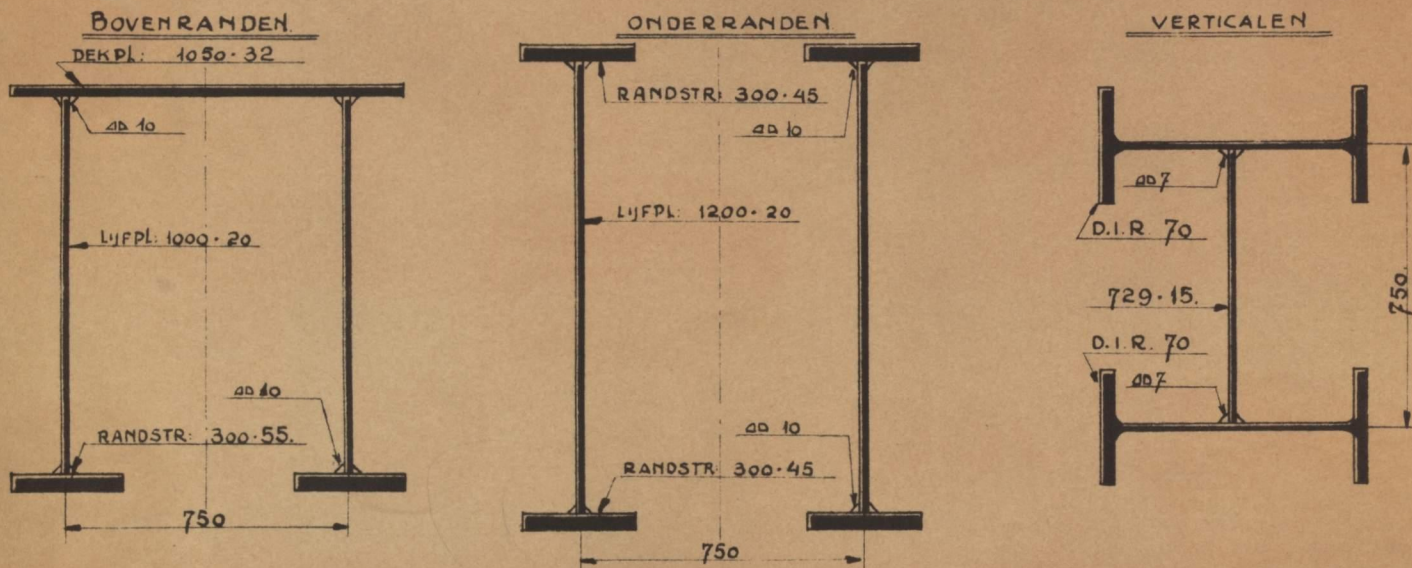 BOVENRANDEN.
DEKPL: 1050·32
⊿⊿ 10
LIJFPL: 1000·20
⊿⊿ 10
RANDSTR: 300·55.
750
ONDERRANDEN
RANDSTR: 300·45
⊿⊿ 10
LIJFPL: 1200·20
⊿⊿ 10
RANDSTR: 300·45
750
VERTICALEN
⊿⊿ 7
D.I.R. 70
729·15.
D.I.R. 70
⊿⊿ 7
750.